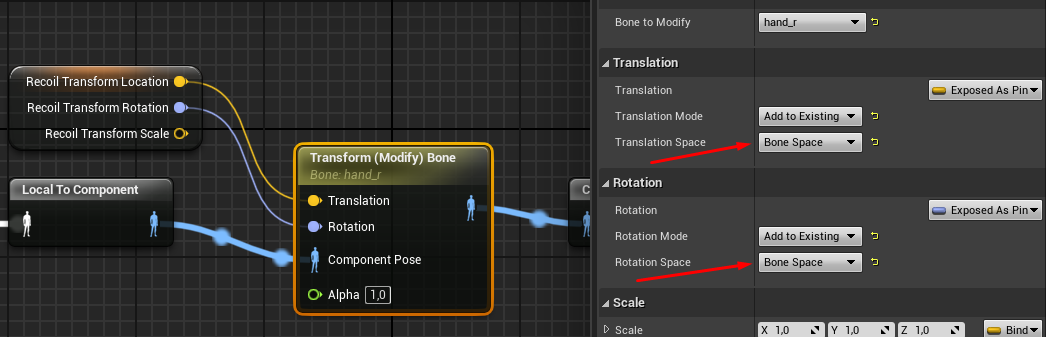 Recoil Transform Location
Recoil Transform Rotation
Recoil Transform Scale
Local To Component
Transform (Modify) Bone
Bone: hand_r
Translation
Rotation
Component Pose
Alpha 1,0
C
Bone to Modify hand_r
Translation
Translation Exposed As Pin
Translation Mode Add to Existing
Translation Space Bone Space
Rotation
Rotation Exposed As Pin
Rotation Mode Add to Existing
Rotation Space Bone Space
Scale
Scale X 1,0 Y 1,0 Z 1,0 Bind